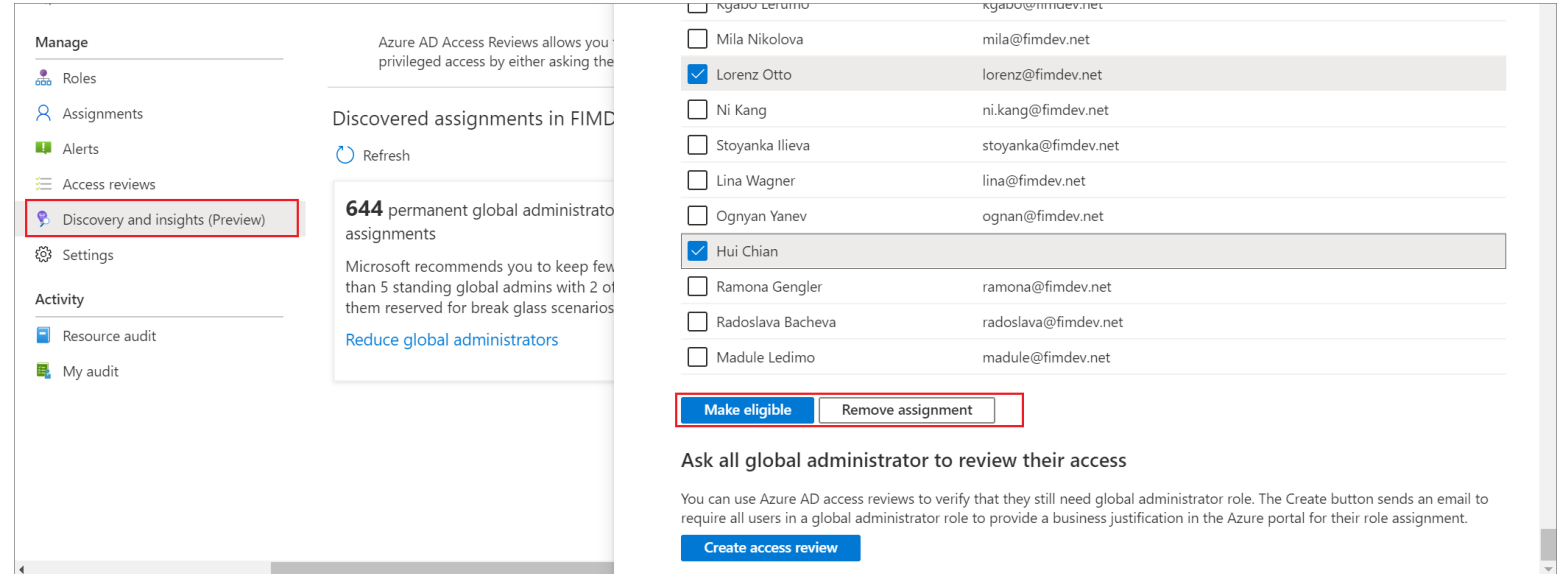 Manage
Roles
Assignments
Alerts
Access reviews
Discovery and insights (Preview)
Settings
Activity
Resource audit
My audit
Azure AD Access Reviews allows you
privileged access by either asking the
Discovered assignments in FIMD
Refresh
644 permanent global administrato
assignments
Microsoft recommends you to keep few
than 5 standing global admins with 2 of
them reserved for break glass scenarios
Reduce global administrators
Kgabo Lerumo kgabo@fimdev.net
Mila Nikolova mila@fimdev.net
Lorenz Otto lorenz@fimdev.net
Ni Kang ni.kang@fimdev.net
Stoyanka Ilieva stoyanka@fimdev.net
Lina Wagner lina@fimdev.net
Ognyan Yanev ognan@fimdev.net
Hui Chian
Ramona Gengler ramona@fimdev.net
Radoslava Bacheva radoslava@fimdev.net
Madule Ledimo madule@fimdev.net
Make eligible Remove assignment
Ask all global administrator to review their access
You can use Azure AD access reviews to verify that they still need global administrator role. The Create button sends an email to
require all users in a global administrator role to provide a business justification in the Azure portal for their role assignment.
Create access review